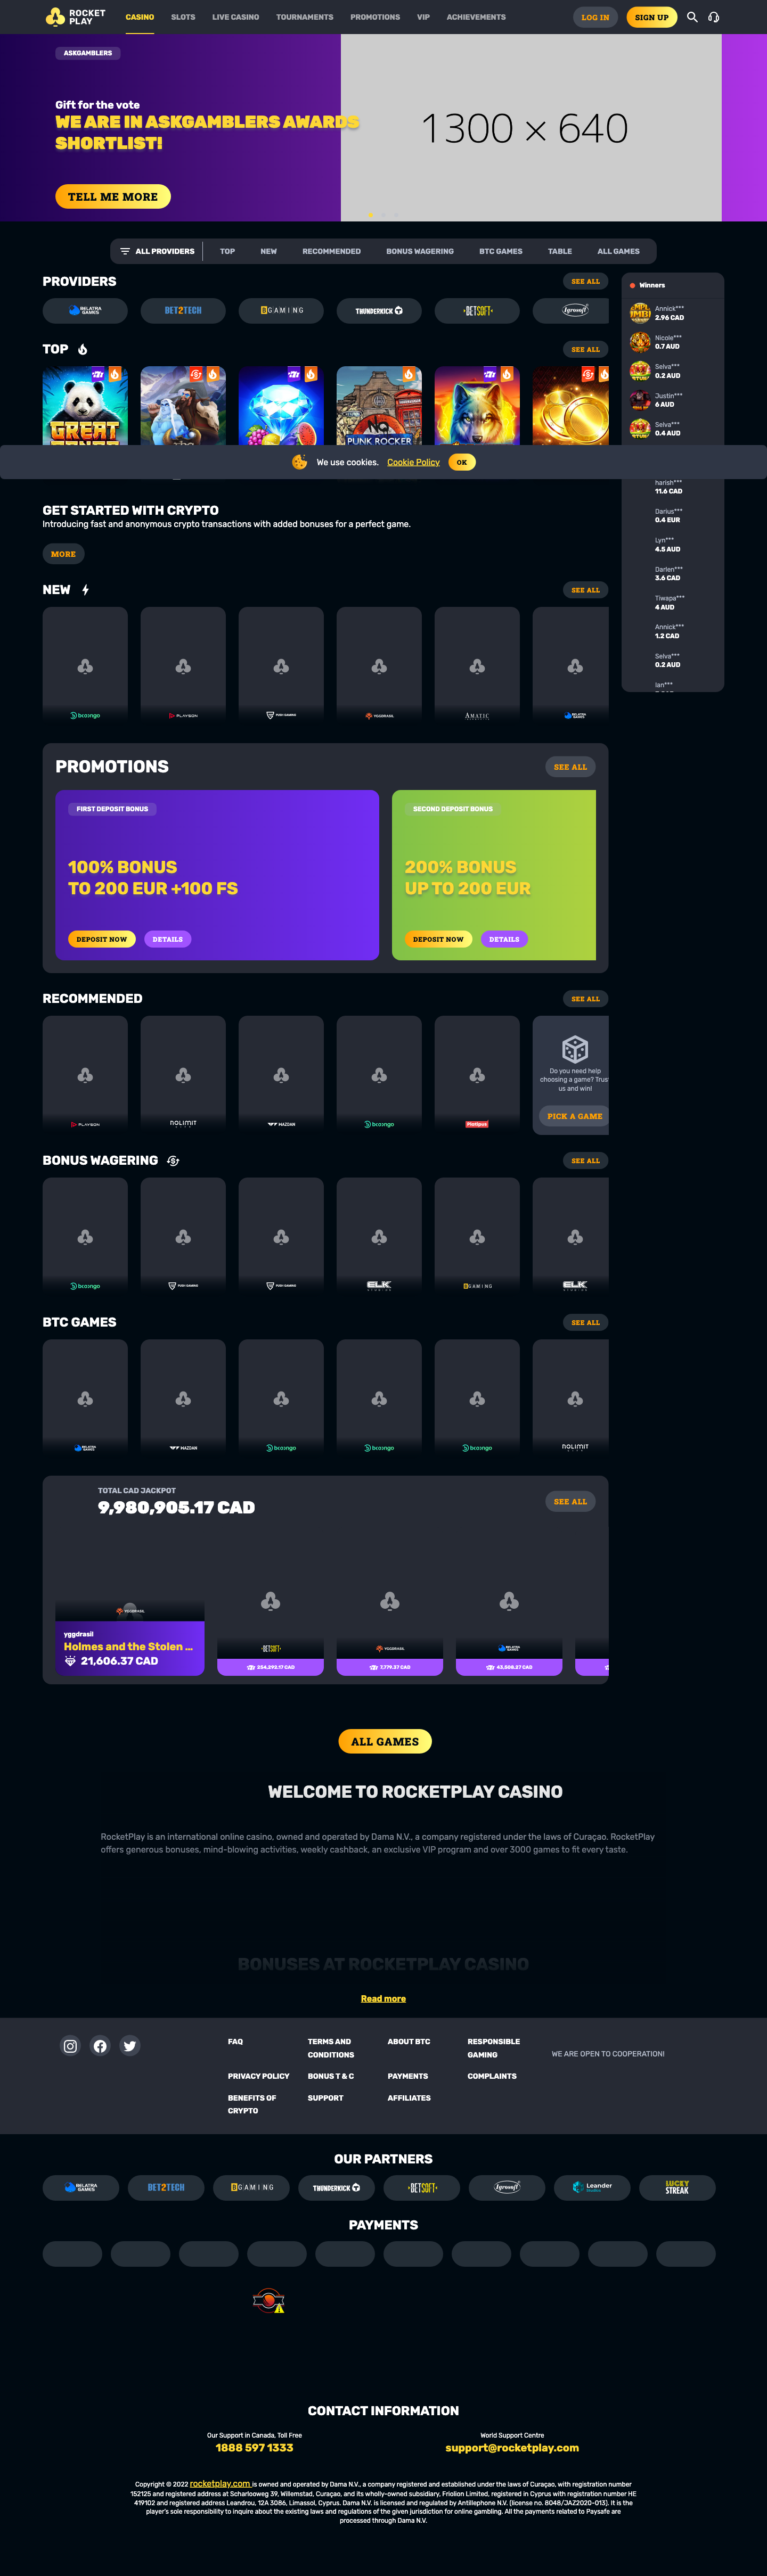 ROCKET
PLAY
CASINO
SLOTS
LIVE CASINO
TOURNAMENTS
PROMOTIONS
VIP
ACHIEVEMENTS
LOG IN
SIGN UP
ASKGAMBLERS
Gift for the vote
WE ARE IN ASKGAMBLERS AWARDS
SHORTLIST!
1300 × 640
TELL ME MORE
ALL PROVIDERS
TOP
NEW
RECOMMENDED
BONUS WAGERING
BTC GAMES
TABLE
ALL GAMES
PROVIDERS
SEE ALL
BELATRA
GAMES
BET2TECH
BGAMING
THUNDERKICK
·BETSOFT·
Igrosoft
TOP
SEE ALL
GREAT
PUNK ROCKER
Winners
Annick***
2.96 CAD
Nicole***
0.7 AUD
Selva***
0.2 AUD
Justin***
6 AUD
Selva***
0.4 AUD
harish***
11.6 CAD
Darius***
0.4 EUR
Lyn***
4.5 AUD
Darlen***
3.6 CAD
Tiwapa***
4 AUD
Annick***
1.2 CAD
Selva***
0.2 AUD
Ian***
We use cookies.
Cookie Policy
OK
GET STARTED WITH CRYPTO
Introducing fast and anonymous crypto transactions with added bonuses for a perfect game.
MORE
NEW
SEE ALL
booongo
PLAYSON
PUSH GAMING
YGGDRASIL
AMATIC
BELATRA
GAMES
PROMOTIONS
SEE ALL
FIRST DEPOSIT BONUS
100% BONUS
TO 200 EUR +100 FS
DEPOSIT NOW
DETAILS
SECOND DEPOSIT BONUS
200% BONUS
UP TO 200 EUR
DEPOSIT NOW
DETAILS
RECOMMENDED
SEE ALL
PLAYSON
NOLIMIT
WAZDAN
booongo
Platipus
Do you need help
choosing a game? Trust
us and win!
PICK A GAME
BONUS WAGERING
SEE ALL
booongo
PUSH GAMING
PUSH GAMING
ELK
STUDIOS
BGAMING
ELK
STUDIOS
BTC GAMES
SEE ALL
BELATRA
GAMES
WAZDAN
booongo
booongo
booongo
NOLIMIT
TOTAL CAD JACKPOT
9,980,905.17 CAD
SEE ALL
YGGDRASIL
yggdrasil
Holmes and the Stolen ...
21,606.37 CAD
·BETSOFT·
254,293.17 CAD
YGGDRASIL
7,779.37 CAD
BELATRA
GAMES
43,008.27 CAD
ALL GAMES
WELCOME TO ROCKETPLAY CASINO
RocketPlay is an international online casino, owned and operated by Dama N.V., a company registered under the laws of Curaçao. RocketPlay
offers generous bonuses, mind-blowing activities, weekly cashback, an exclusive VIP program and over 3000 games to fit every taste.
BONUSES AT ROCKETPLAY CASINO
Read more
FAQ
TERMS AND
CONDITIONS
ABOUT BTC
RESPONSIBLE
GAMING
WE ARE OPEN TO COOPERATION!
PRIVACY POLICY
BONUS T & C
PAYMENTS
COMPLAINTS
BENEFITS OF
CRYPTO
SUPPORT
AFFILIATES
OUR PARTNERS
BELATRA
GAMES
BET2TECH
BGAMING
THUNDERKICK
·BETSOFT·
Igrosoft
Leander
Studios
LUCKY
STREAK
PAYMENTS
CONTACT INFORMATION
Our Support in Canada, Toll Free
1888 597 1333
World Support Centre
support@rocketplay.com
Copyright © 2022 rocketplay.com is owned and operated by Dama N.V., a company registered and established under the laws of Curaçao, with registration number
152125 and registered address at Scharlooweg 39, Willemstad, Curaçao, and its wholly-owned subsidiary, Friolion Limited, registered in Cyprus with registration number HE
419102 and registered address Leandrou, 12A 3086, Limassol, Cyprus. Dama N.V. is licensed and regulated by Antillephone N.V. (license no. 8048/JAZ2020-013). It is the
player's sole responsibility to inquire about the existing laws and regulations of the given jurisdiction for online gambling. All the payments related to Paysafe are
processed through Dama N.V.